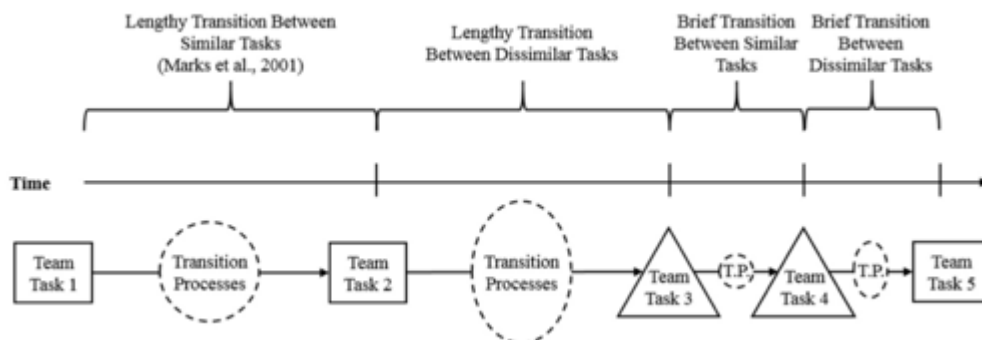 Lengthy Transition Between
Similar Tasks
(Marks et al., 2001)
Lengthy Transition
Between Dissimilar Tasks
Brief Transition
Between Similar
Tasks
Brief Transition
Between
Dissimilar Tasks
Time
Team
Task 1
Transition
Processes
Team
Task 2
Transition
Processes
Team
Task 3
T.P.
Team
Task 4
T.P.
Team
Task 5